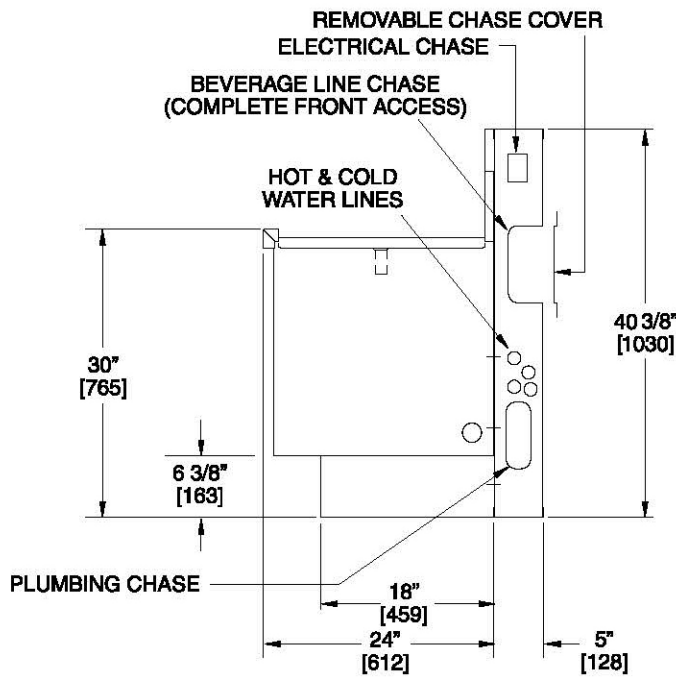 REMOVABLE CHASE COVER
ELECTRICAL CHASE
BEVERAGE LINE CHASE
(COMPLETE FRONT ACCESS)
HOT & COLD
WATER LINES
40 3/8"
[1030]
30"
[765]
6 3/8"
[163]
PLUMBING CHASE
18"
[459]
24"
[612]
5"
[128]